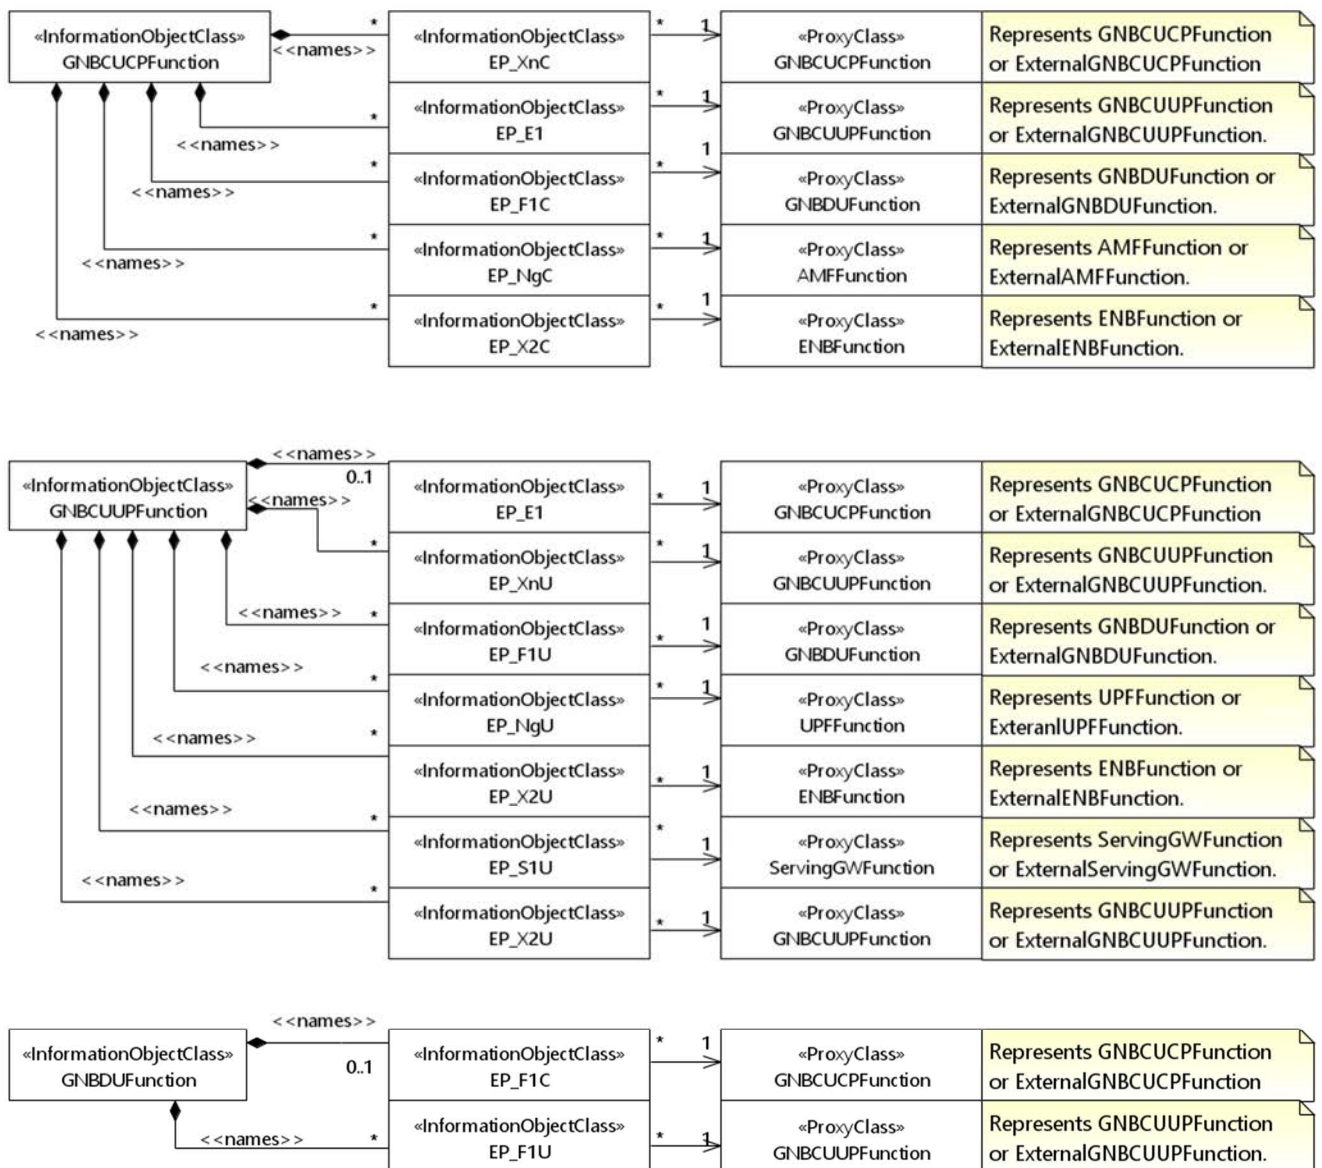 «InformationObjectClass»
GNBCUCPFunction
<<names>>
*
«InformationObjectClass»
EP_XnC
*
1
«ProxyClass»
GNBCUCPFunction
Represents GNBCUCPFunction
or ExternalGNBCUCPFunction
<<names>>
*
«InformationObjectClass»
EP_E1
*
1
«ProxyClass»
GNBCUUPFunction
Represents GNBCUUPFunction
or ExternalGNBCUUPFunction.
<<names>>
*
«InformationObjectClass»
EP_F1C
*
1
«ProxyClass»
GNBDUFunction
Represents GNBDUFunction or
ExternalGNBDUFunction.
<<names>>
*
«InformationObjectClass»
EP_NgC
*
1
«ProxyClass»
AMFFunction
Represents AMFFunction or
ExternalAMFFunction.
<<names>>
*
«InformationObjectClass»
EP_X2C
*
1
«ProxyClass»
ENBFunction
Represents ENBFunction or
ExternalENBFunction.
«InformationObjectClass»
GNBCUUPFunction
<<names>>
0..1
«InformationObjectClass»
EP_E1
*
1
«ProxyClass»
GNBCUCPFunction
Represents GNBCUCPFunction
or ExternalGNBCUCPFunction
<<names>>
*
«InformationObjectClass»
EP_XnU
*
1
«ProxyClass»
GNBCUUPFunction
Represents GNBCUUPFunction
or ExternalGNBCUUPFunction.
<<names>>
*
«InformationObjectClass»
EP_F1U
*
1
«ProxyClass»
GNBDUFunction
Represents GNBDUFunction or
ExternalGNBDUFunction.
<<names>>
*
«InformationObjectClass»
EP_NgU
*
1
«ProxyClass»
UPFFunction
Represents UPFFunction or
ExteranlUPFFunction.
<<names>>
*
«InformationObjectClass»
EP_X2U
*
1
«ProxyClass»
ENBFunction
Represents ENBFunction or
ExternalENBFunction.
<<names>>
*
«InformationObjectClass»
EP_S1U
*
1
«ProxyClass»
ServingGWFunction
Represents ServingGWFunction
or ExternalServingGWFunction.
<<names>>
*
«InformationObjectClass»
EP_X2U
*
1
«ProxyClass»
GNBCUUPFunction
Represents GNBCUUPFunction
or ExternalGNBCUUPFunction.
«InformationObjectClass»
GNBDUFunction
<<names>>
0..1
«InformationObjectClass»
EP_F1C
*
1
«ProxyClass»
GNBCUCPFunction
Represents GNBCUCPFunction
or ExternalGNBCUCPFunction
<<names>>
*
«InformationObjectClass»
EP_F1U
*
1
«ProxyClass»
GNBCUUPFunction
Represents GNBCUUPFunction
or ExternalGNBCUUPFunction.